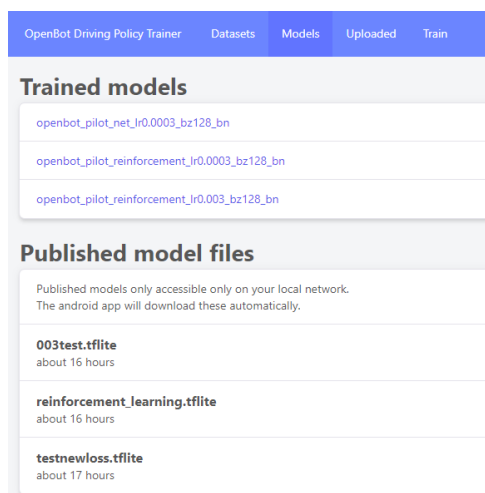 OpenBot Driving Policy Trainer Datasets Models Uploaded Train
Trained models
openbot_pilot_net_lr0.0003_bz128_bn
openbot_pilot_reinforcement_lr0.0003_bz128_bn
openbot_pilot_reinforcement_lr0.003_bz128_bn
Published model files
Published models only accessible only on your local network.
The android app will download these automatically.
003test.tflite
about 16 hours
reinforcement_learning.tflite
about 16 hours
testnewloss.tflite
about 17 hours